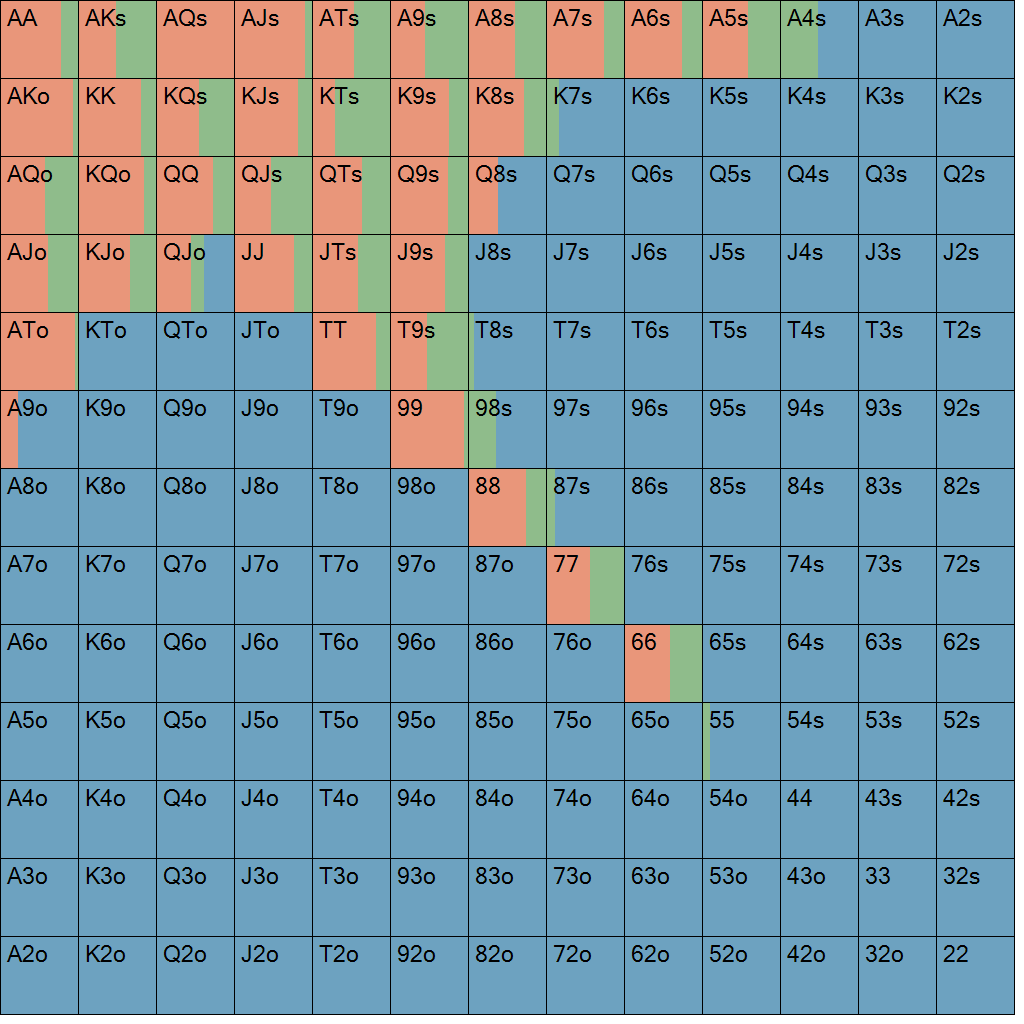 AA AKs AQs AJs ATs A9s A8s A7s A6s A5s A4s A3s A2s
AKo KK KQs KJs KTs K9s K8s K7s K6s K5s K4s K3s K2s
AQo KQo QQ QJs QTs Q9s Q8s Q7s Q6s Q5s Q4s Q3s Q2s
AJo KJo QJo JJ JTs J9s J8s J7s J6s J5s J4s J3s J2s
ATo KTo QTo JTo TT T9s T8s T7s T6s T5s T4s T3s T2s
A9o K9o Q9o J9o T9o 99 98s 97s 96s 95s 94s 93s 92s
A8o K8o Q8o J8o T8o 98o 88 87s 86s 85s 84s 83s 82s
A7o K7o Q7o J7o T7o 97o 87o 77 76s 75s 74s 73s 72s
A6o K6o Q6o J6o T6o 96o 86o 76o 66 65s 64s 63s 62s
A5o K5o Q5o J5o T5o 95o 85o 75o 65o 55 54s 53s 52s
A4o K4o Q4o J4o T4o 94o 84o 74o 64o 54o 44 43s 42s
A3o K3o Q3o J3o T3o 93o 83o 73o 63o 53o 43o 33 32s
A2o K2o Q2o J2o T2o 92o 82o 72o 62o 52o 42o 32o 22